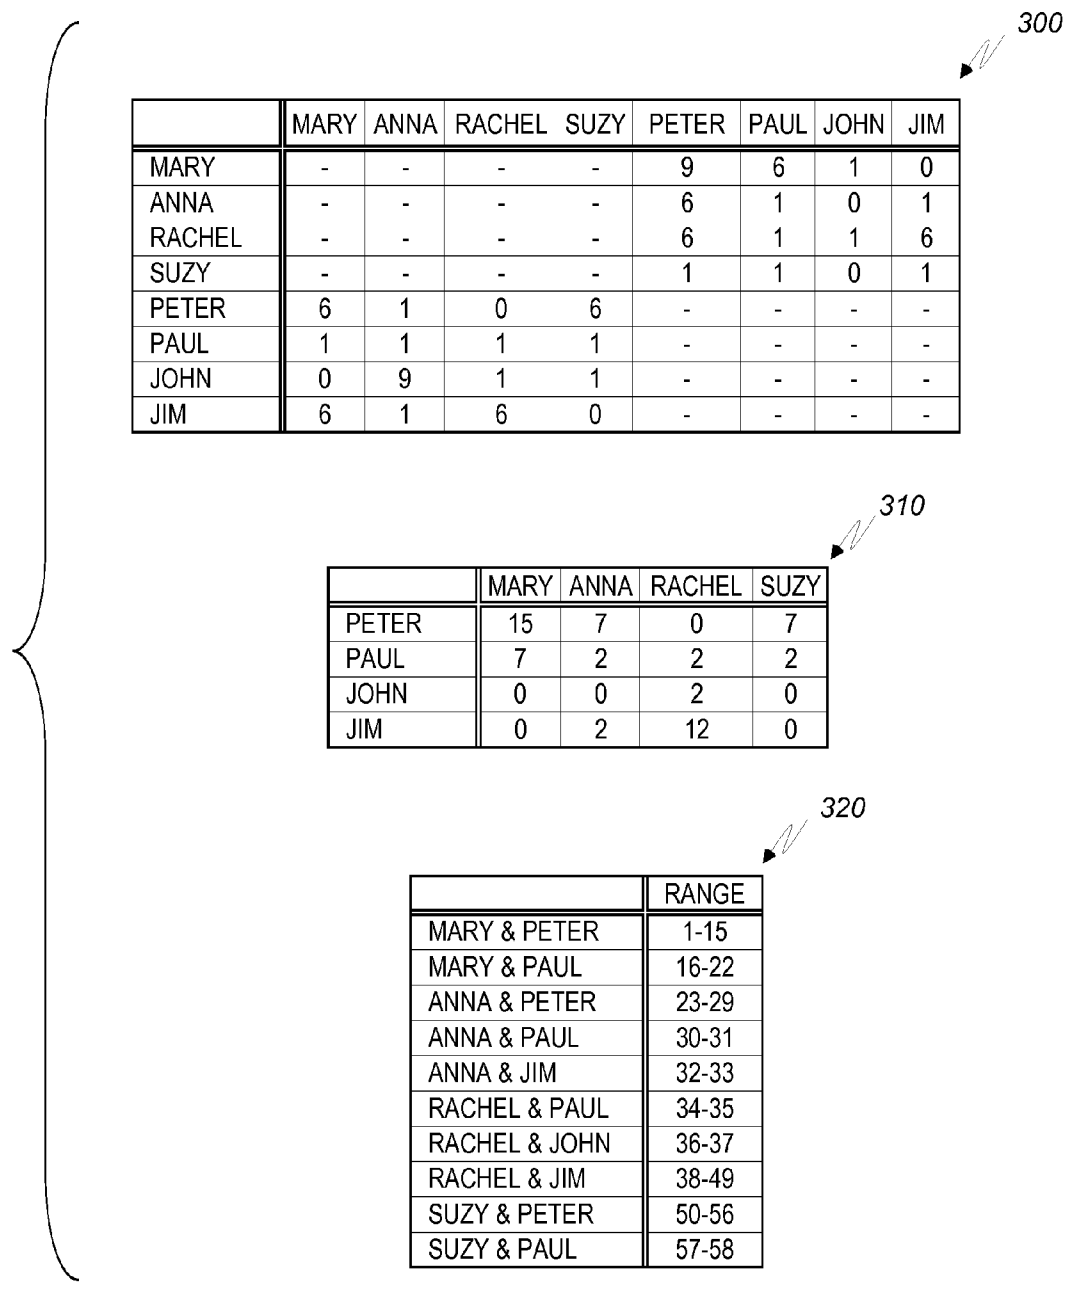 300
MARY ANNA RACHEL SUZY PETER PAUL JOHN JIM
MARY - - - - 9 6 1 0
ANNA - - - - 6 1 0 1
RACHEL - - - - 6 1 1 6
SUZY - - - - 1 1 0 1
PETER 6 1 0 6 - - - -
PAUL 1 1 1 1 - - - -
JOHN 0 9 1 1 - - - -
JIM 6 1 6 0 - - - -
310
MARY ANNA RACHEL SUZY
PETER 15 7 0 7
PAUL 7 2 2 2
JOHN 0 0 2 0
JIM 0 2 12 0
320
RANGE
MARY & PETER 1-15
MARY & PAUL 16-22
ANNA & PETER 23-29
ANNA & PAUL 30-31
ANNA & JIM 32-33
RACHEL & PAUL 34-35
RACHEL & JOHN 36-37
RACHEL & JIM 38-49
SUZY & PETER 50-56
SUZY & PAUL 57-58